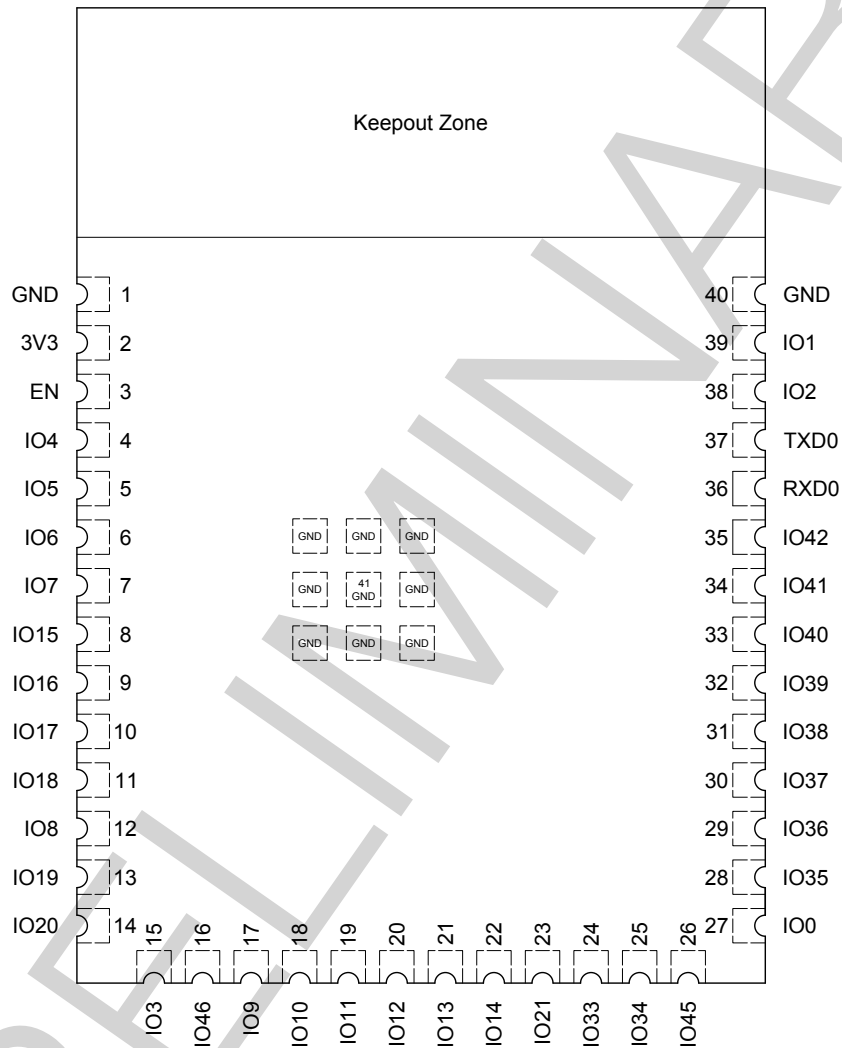 Keepout Zone
GND 1 40 GND
3V3 2 39 IO1
EN 3 38 IO2
IO4 4 37 TXD0
IO5 5 36 RXD0
IO6 6 GND GND GND 35 IO42
IO7 7 GND 41 GND GND 34 IO41
IO15 8 GND GND GND 33 IO40
IO16 9 32 IO39
IO17 10 31 IO38
IO18 11 30 IO37
IO8 12 29 IO36
IO19 13 28 IO35
IO20 14 27 IO0
15 16 17 18 19 20 21 22 23 24 25 26
IO3 IO46 IO9 IO10 IO11 IO12 IO13 IO14 IO21 IO33 IO34 IO45